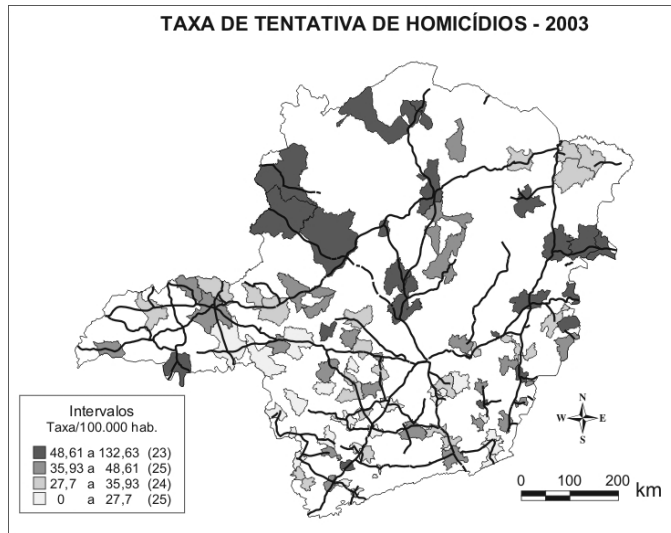 TAXA DE TENTATIVA DE HOMICÍDIOS - 2003
Intervalos
Taxa/100.000 hab.
48,61 a 132,63 (23)
35,93 a 48,61 (25)
27,7 a 35,93 (24)
0 a 27,7 (25)
N
W E
S
0 100 200
km